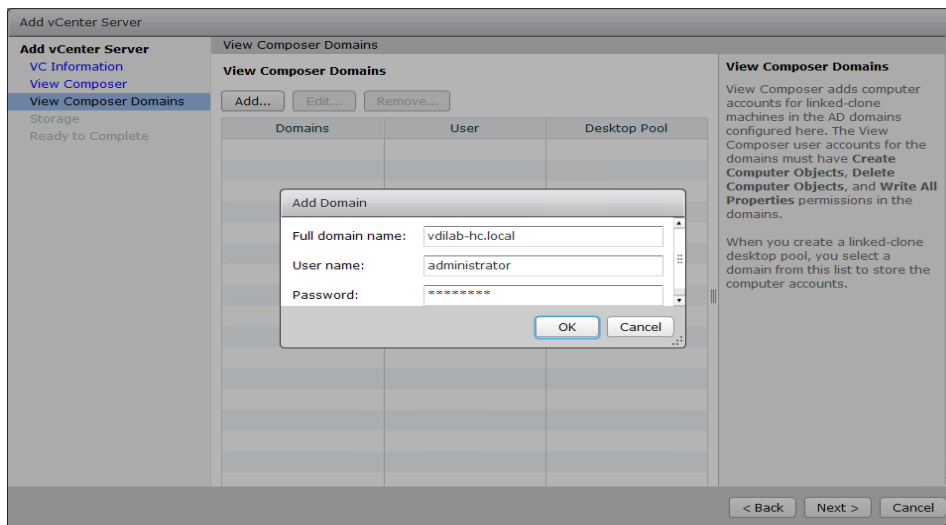 Add vCenter Server
Add vCenter Server
VC Information
View Composer
View Composer Domains
Storage
Ready to Complete
View Composer Domains
View Composer Domains
Add... Edit... Remove...
Domains User Desktop Pool
Add Domain
Full domain name: vdilab-hc.local
User name: administrator
Password: ********
OK Cancel
View Composer Domains
View Composer adds computer
accounts for linked-clone
machines in the AD domains
configured here. The View
Composer user accounts for the
domains must have Create
Computer Objects, Delete
Computer Objects, and Write All
Properties permissions in the
domains.
When you create a linked-clone
desktop pool, you select a
domain from this list to store the
computer accounts.
< Back Next > Cancel